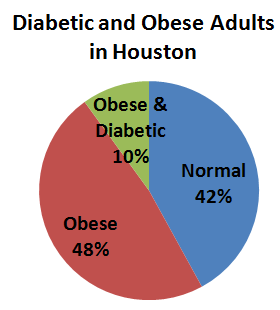 Diabetic and Obese Adults
in Houston
Obese &
Diabetic
10%
Normal
42%
Obese
48%